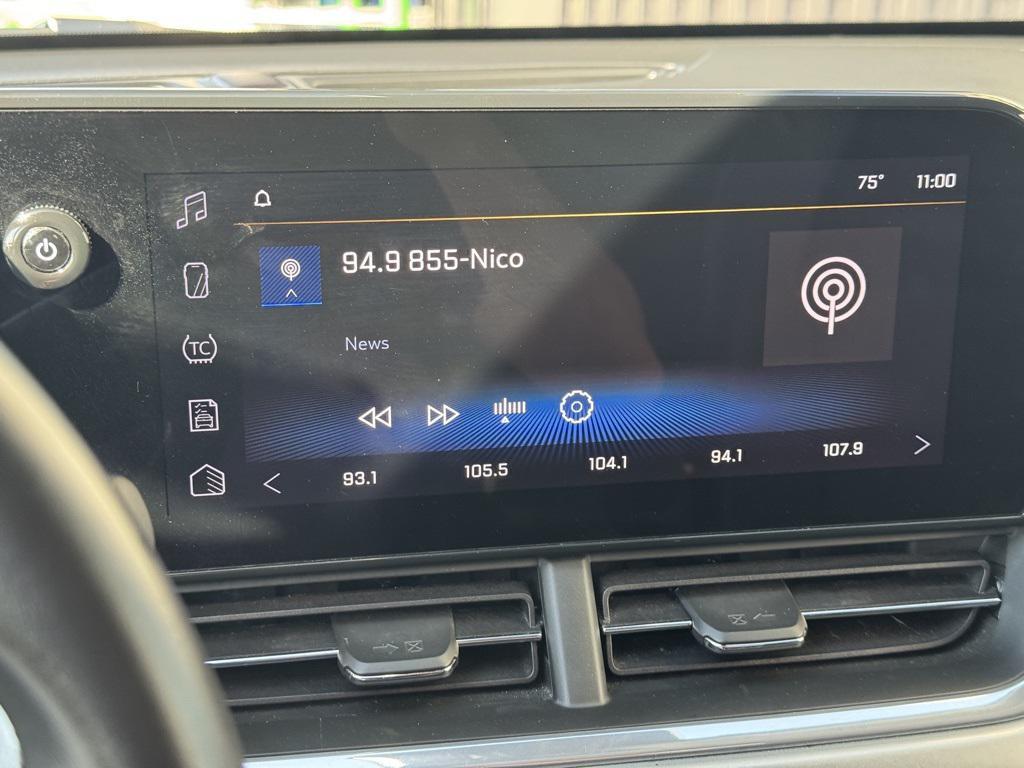 75° 11:00
94.9 855-Nico
News
TC
93.1 105.5 104.1 94.1 107.9